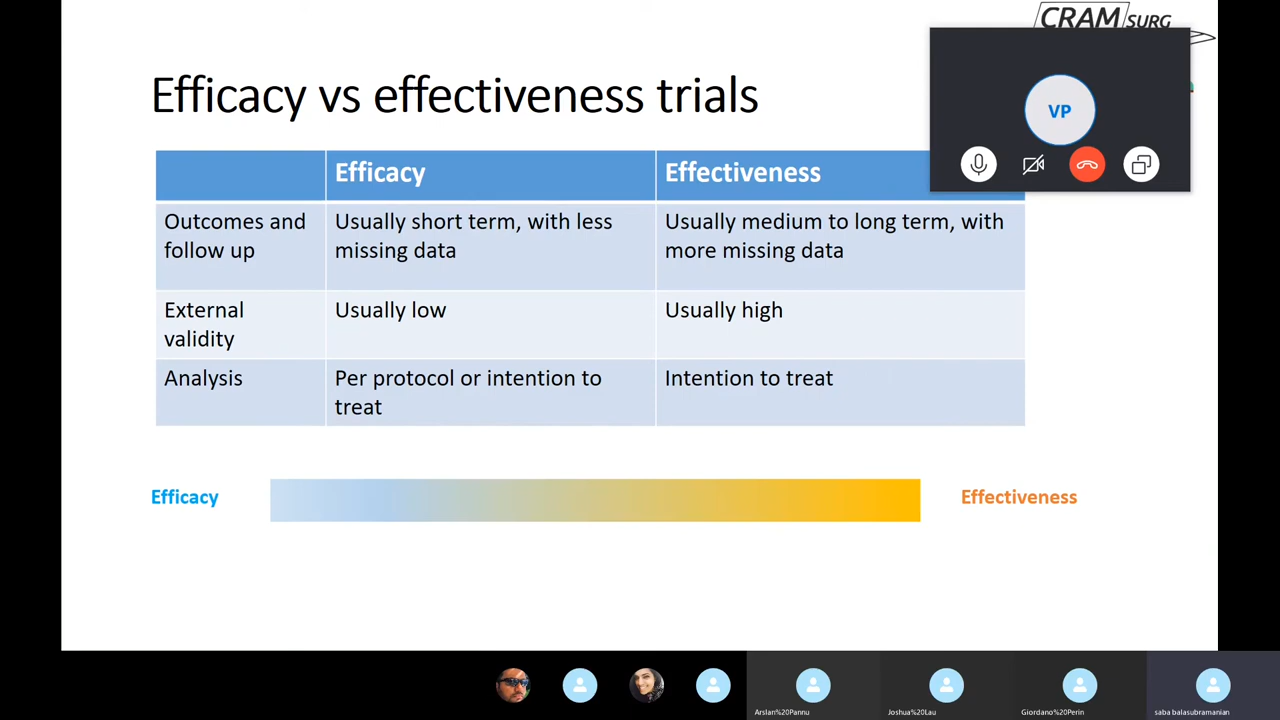 CRAMSURG
Efficacy vs effectiveness trials
VP
Efficacy
Effectiveness
Outcomes and
follow up
Usually short term, with less
missing data
Usually medium to long term, with
more missing data
External
validity
Usually low
Usually high
Analysis
Per protocol or intention to
treat
Intention to treat
Efficacy
Effectiveness
Arslan%20Pannu
Joshua%20Lau
Giordano%20Perin
saba balasubramanian